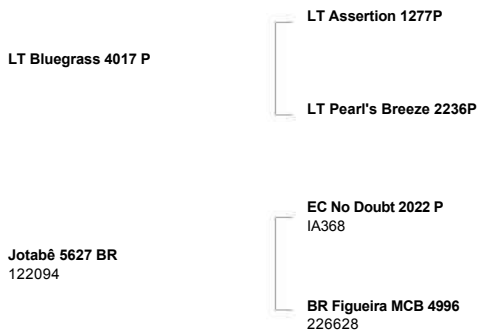 LT Assertion 1277P
LT Bluegrass 4017 P
LT Pearl's Breeze 2236P
EC No Doubt 2022 P
IA368
Jotabê 5627 BR
122094
BR Figueira MCB 4996
226628